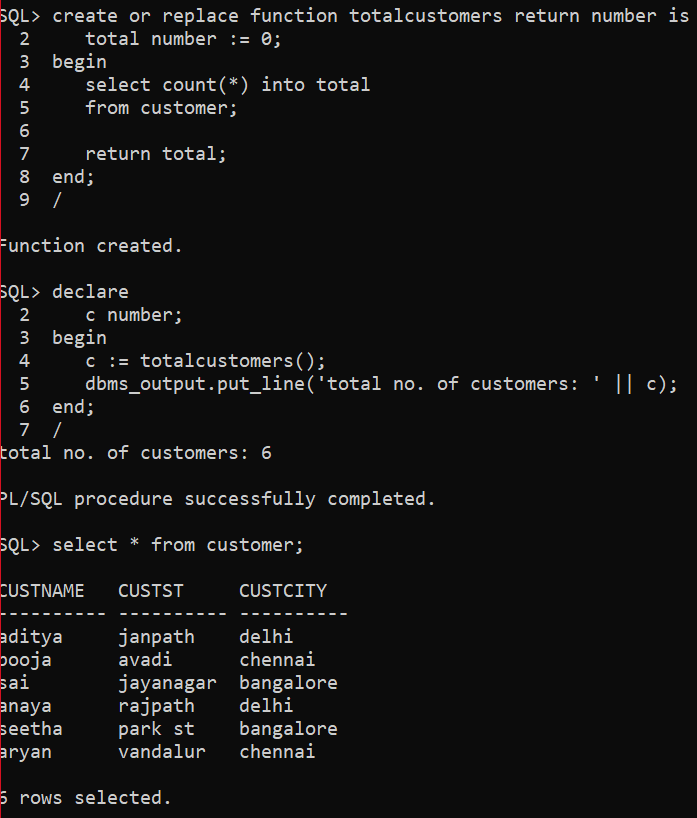 SQL> create or replace function totalcustomers return number is
  2     total number := 0;
  3  begin
  4     select count(*) into total
  5     from customer;
  6
  7     return total;
  8  end;
  9  /
Function created.
SQL> declare
  2     c number;
  3  begin
  4     c := totalcustomers();
  5     dbms_output.put_line('total no. of customers: ' || c);
  6  end;
  7  /
total no. of customers: 6
PL/SQL procedure successfully completed.
SQL> select * from customer;
CUSTNAME   CUSTST     CUSTCITY
---------- ---------- ----------
aditya     janpath    delhi
pooja      avadi      chennai
sai        jayanagar  bangalore
anaya      rajpath    delhi
seetha     park st    bangalore
aryan      vandalur   chennai
6 rows selected.